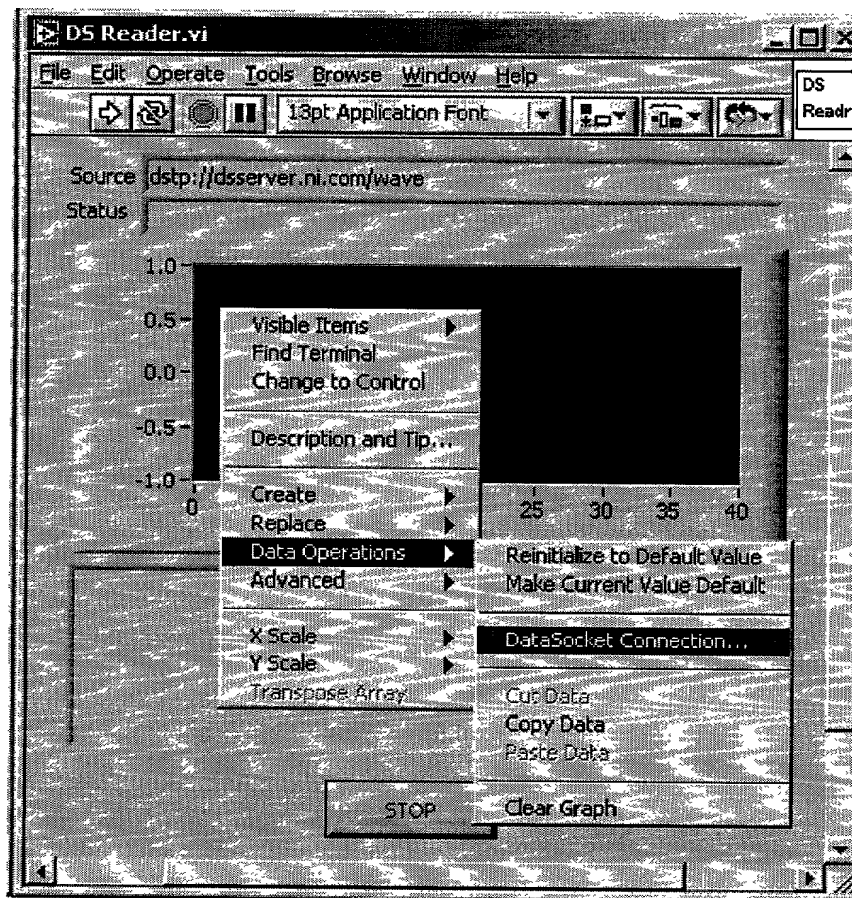 DS Reader.vi
File Edit Operate Tools Browse Window Help
DS
Readr
13pt Application Font
Source dstp://dsserver.ni.com/wave
Status
1.0
0.5
0.0
-0.5
-1.0
0 25 30 35 40
Visible Items
Find Terminal
Change to Control
Description and Tip...
Create
Replace
Data Operations
Advanced
X Scale
Y Scale
Transpose Array
Reinitialize to Default Value
Make Current Value Default
DataSocket Connection...
Cut Data
Copy Data
Paste Data
Clear Graph
STOP